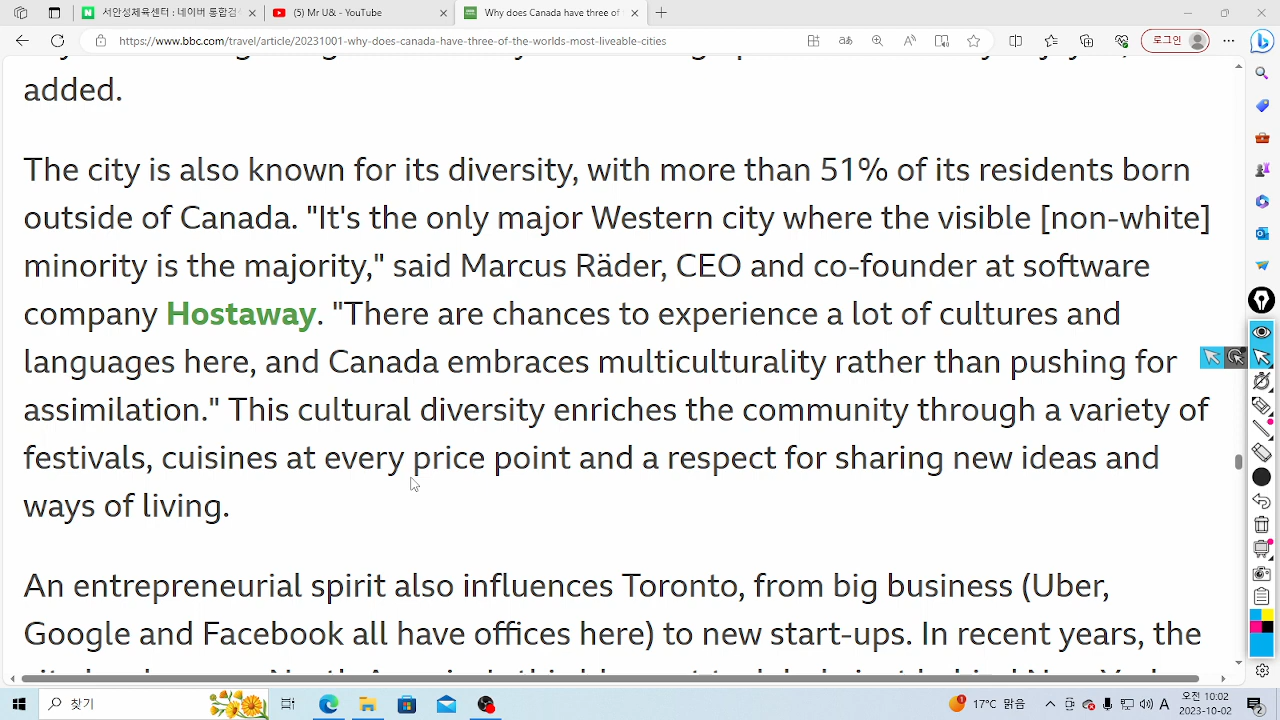 서안성체육센터 : 네이버 통합검색
(5) Mr U& - YouTube
Why does Canada have three of
https://www.bbc.com/travel/article/20231001-why-does-canada-have-three-of-the-worlds-most-liveable-cities
로그인
added.
The city is also known for its diversity, with more than 51% of its residents born
outside of Canada. "It's the only major Western city where the visible [non-white]
minority is the majority," said Marcus Räder, CEO and co-founder at software
company Hostaway. "There are chances to experience a lot of cultures and
languages here, and Canada embraces multiculturality rather than pushing for
assimilation." This cultural diversity enriches the community through a variety of
festivals, cuisines at every price point and a respect for sharing new ideas and
ways of living.
An entrepreneurial spirit also influences Toronto, from big business (Uber,
Google and Facebook all have offices here) to new start-ups. In recent years, the
찾기
17°C 맑음
A
오전 10:02
2023-10-02
2